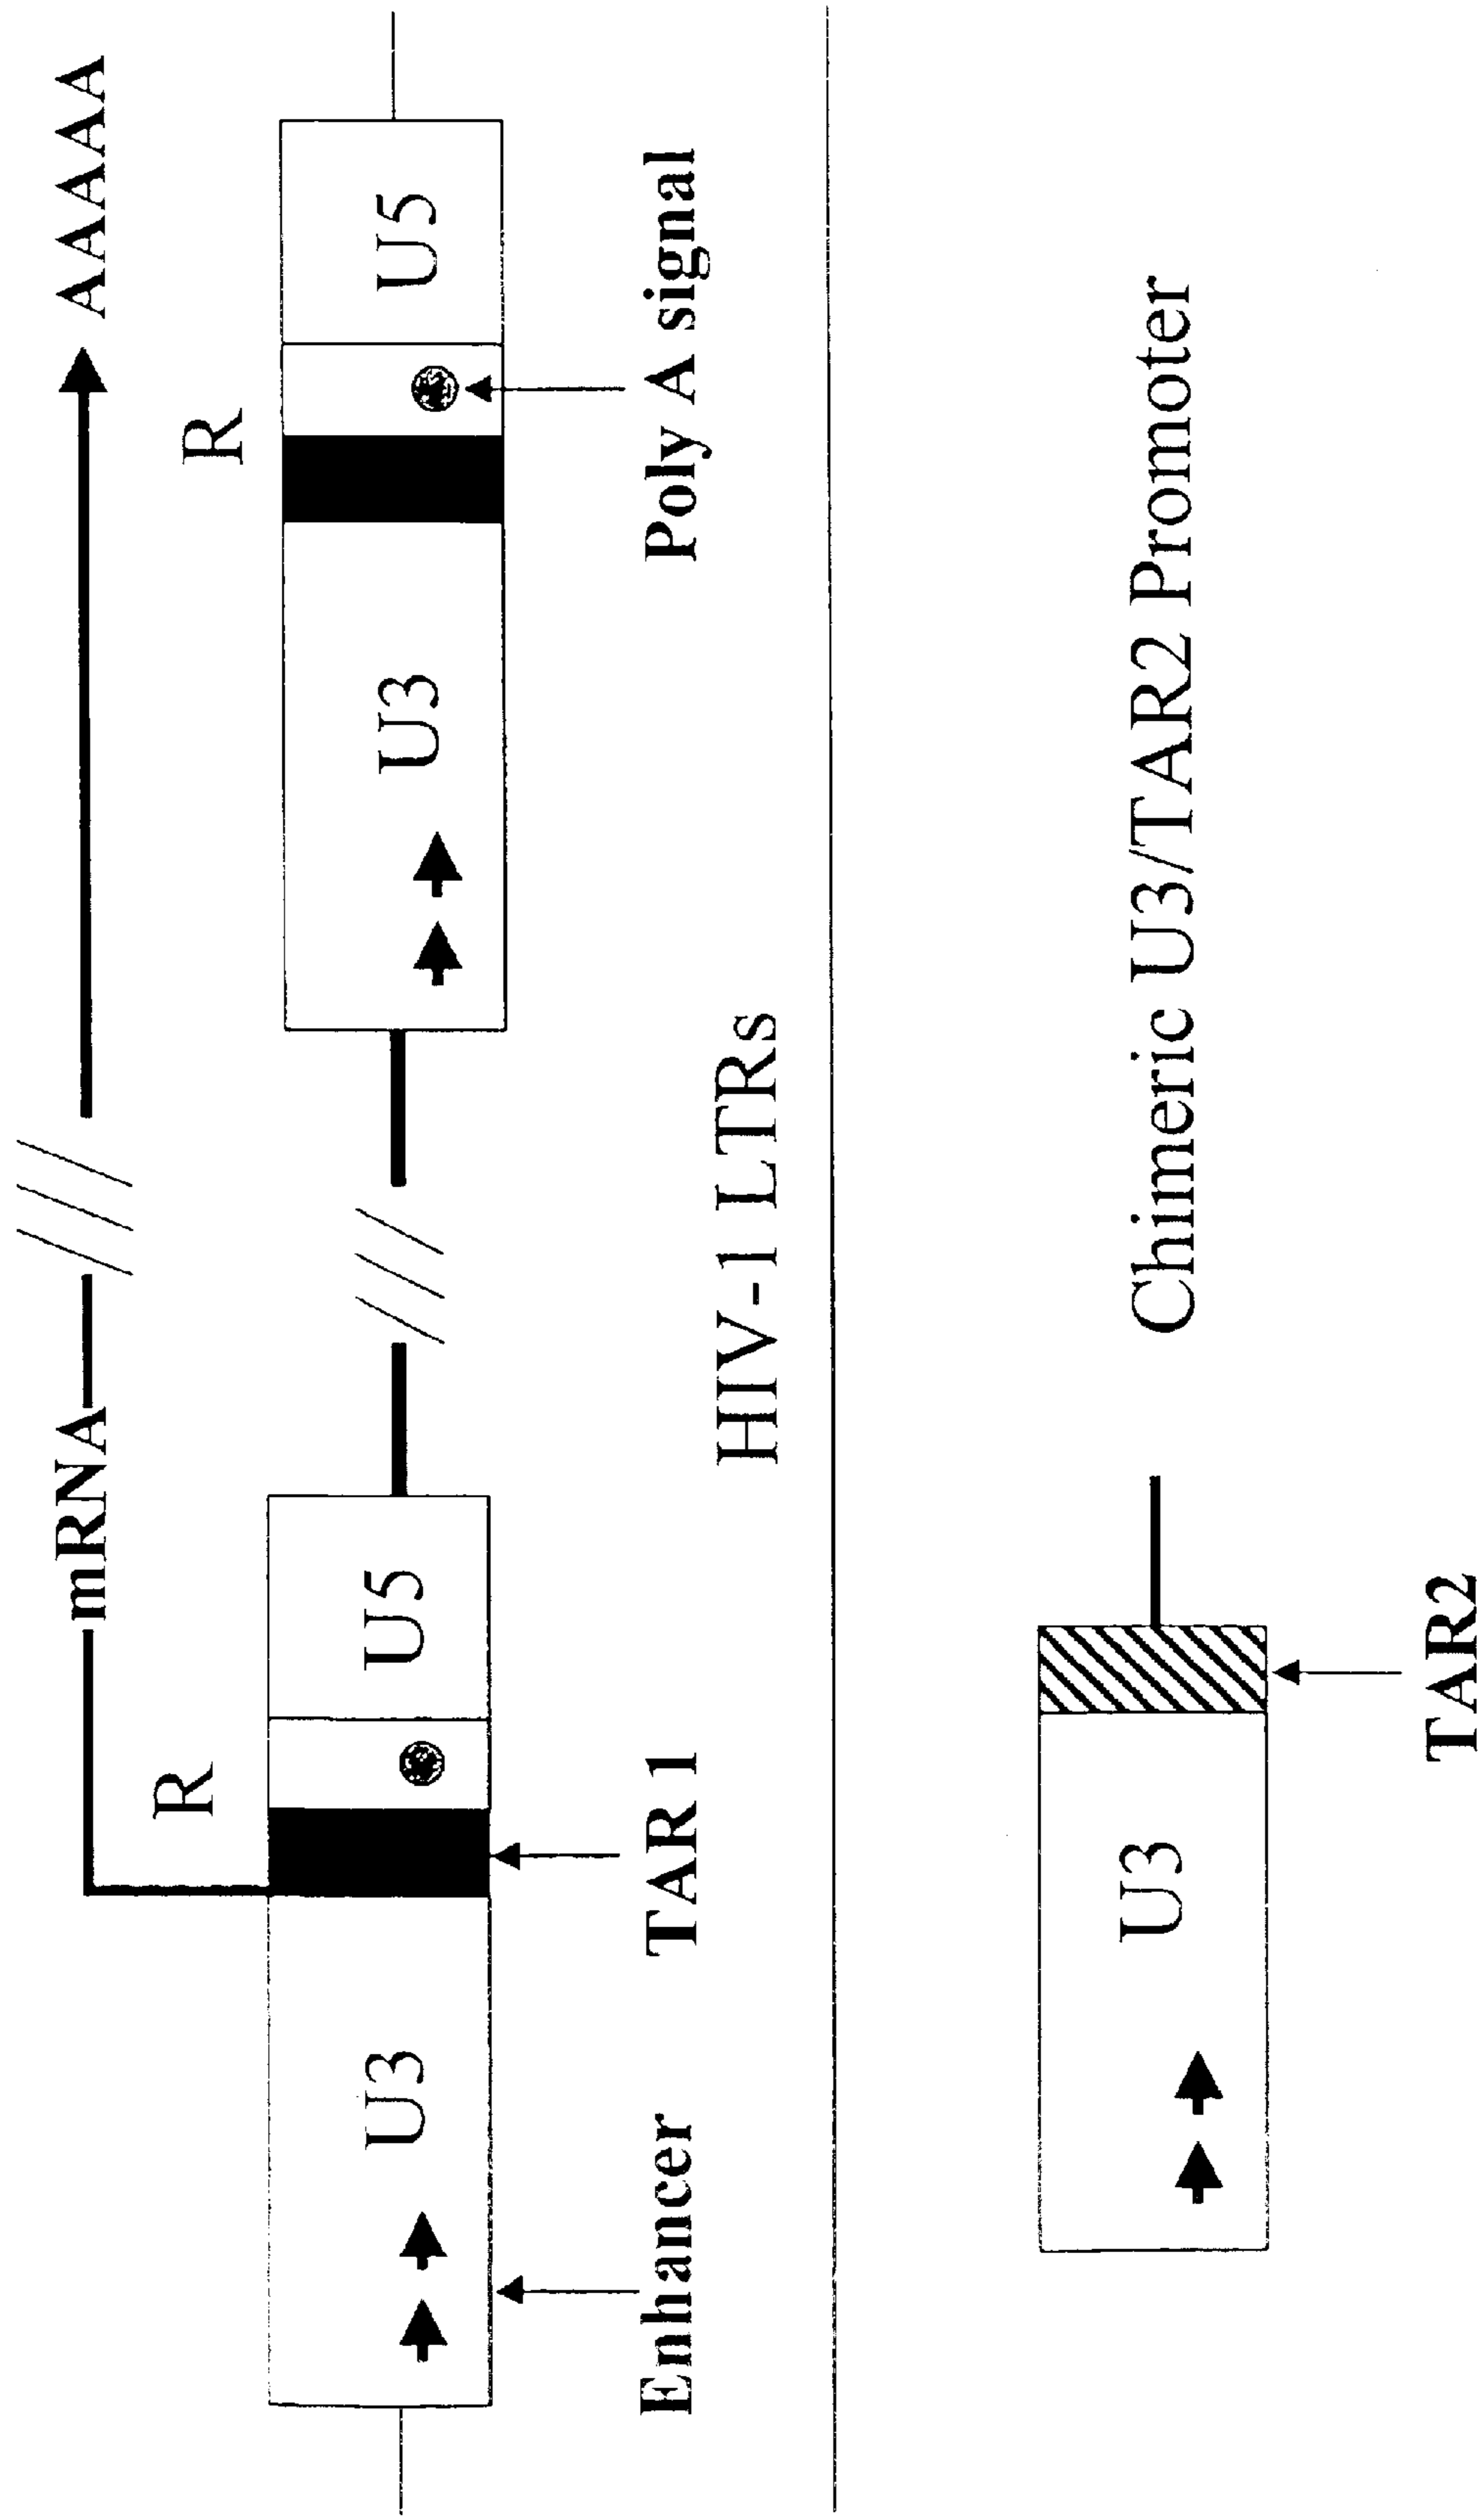 mRNA AAAAA
R R
U3 U5 U3 U5
Enhancer TAR 1 Poly A signal
HIV-1 LTRs
U3 Chimeric U3/TAR2 Promoter
TAR2